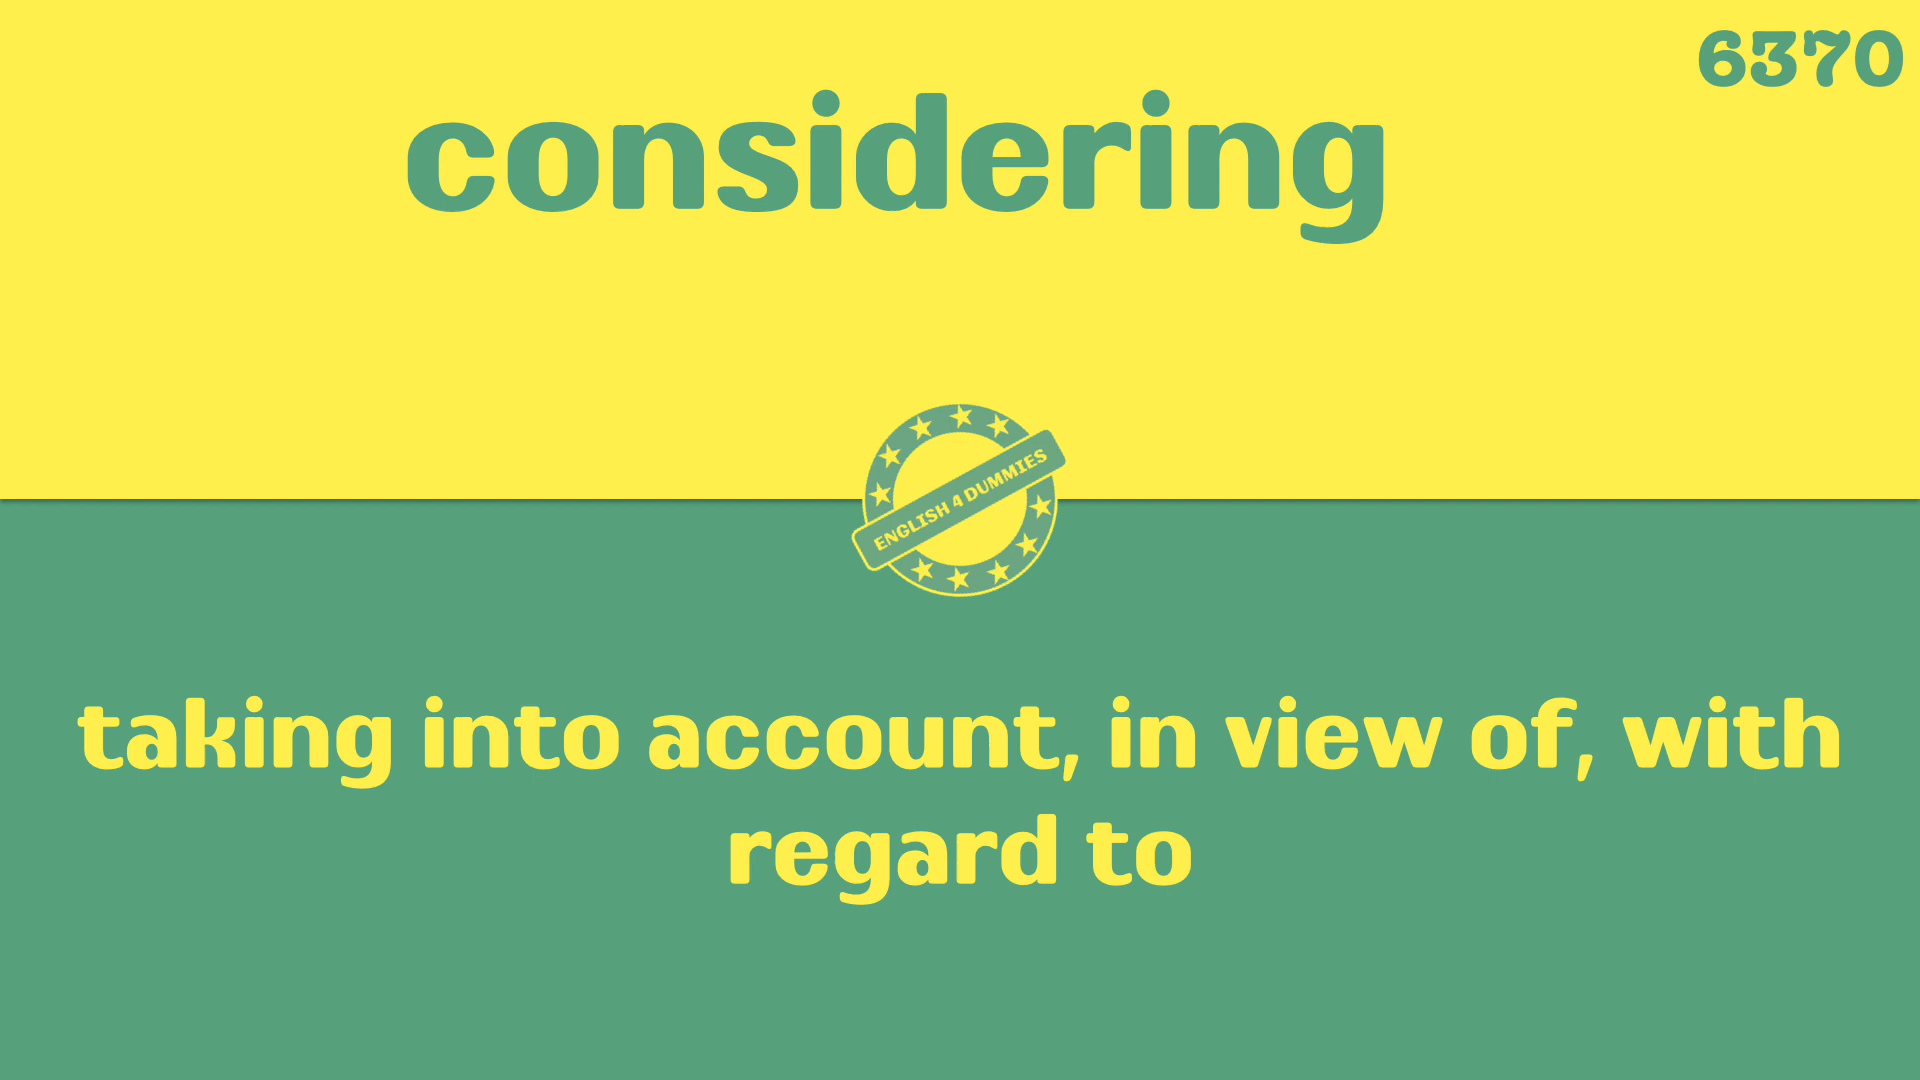 6370
considering
ENGLISH 4 DUMMIES
taking into account, in view of, with
regard to